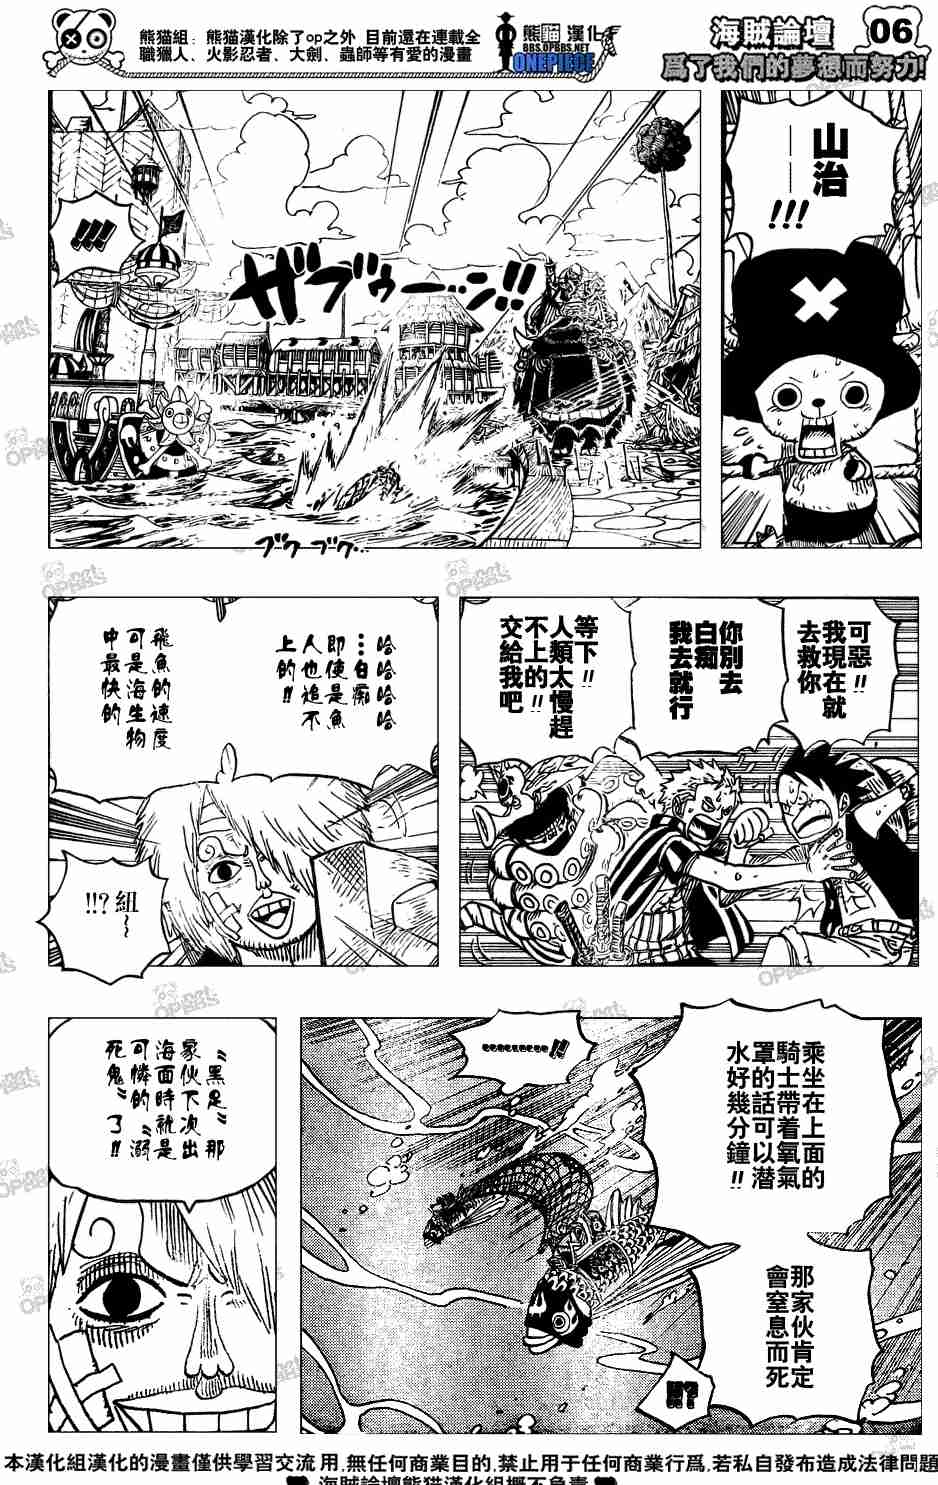 熊猫組：熊猫漢化除了op之外 目前還在連載全
職獵人、火影忍者、大劍、蟲師等有愛的漫畫
熊猫漢化
BBS.OPBBS.NET
ONEPIECE
海賊論壇
爲了我們的夢想而努力!
06
山治
——
!!!
!!!
ザブゥーン!!
ブク ブク…
可惡!!
我現在就
去救你
你別去
白痴
我去就行
等下!!
人類太慢趕
不上的!!
交給我吧
哈哈哈哈
…白痴
即使是魚
人也追不
上的!!
飛魚的速度
可是海生物
中最快的
!!?組~
乘坐在上面的
騎士帶着氧氣
罩的話可以潜
水好幾分鐘!!
………!!
那家伙肯定
會窒息而死
!!?
〝黑足〞那
家伙下次出
海面時就是
可憐的〝溺
死鬼〞了!!
本漢化組漢化的漫畫僅供學習交流 用,無任何商業目的,禁止用于任何商業行爲,若私自發布造成法律問題
海賊論壇熊猫漢化組概不負責